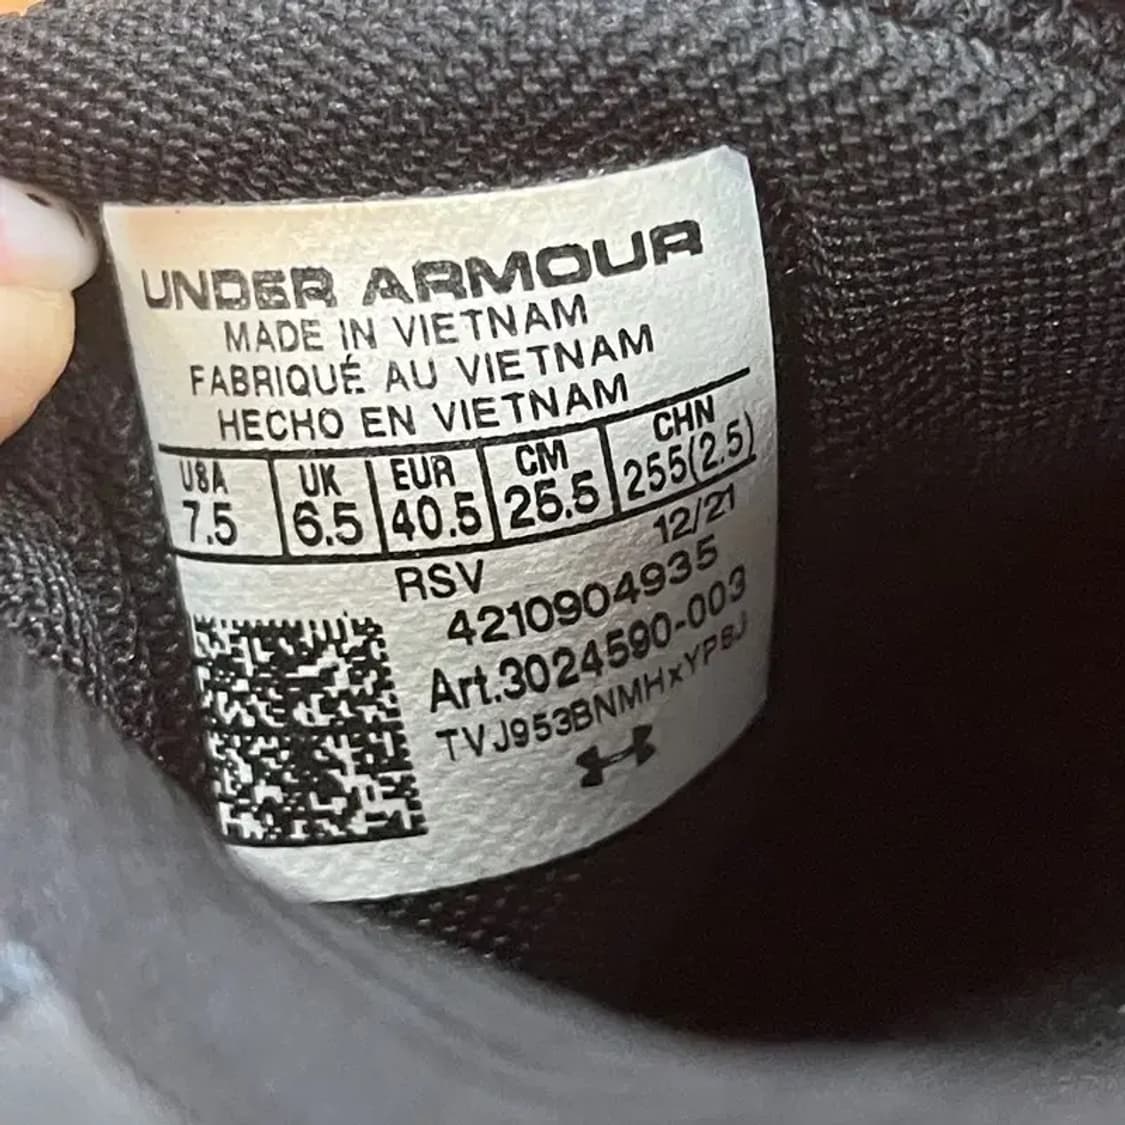 UNDER ARMOUR
MADE IN VIETNAM
FABRIQUÉ AU VIETNAM
HECHO EN VIETNAM
USA UK EUR CM CHN
7.5 6.5 40.5 25.5 255(2.5)
12/21
RSV
4210904935
Art.3024590-003
TVJ953BNMHxYP8J